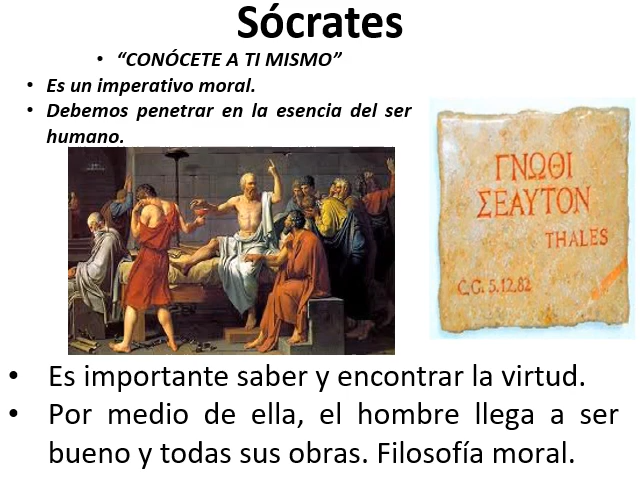 Sócrates
• “CONÓCETE A TI MISMO”
• Es un imperativo moral.
• Debemos penetrar en la esencia del ser
humano.
ΓΝΩΘΙ
ΣΕΑΥΤΟΝ
THALES
C.G. 5.12.82
• Es importante saber y encontrar la virtud.
• Por medio de ella, el hombre llega a ser
bueno y todas sus obras. Filosofía moral.